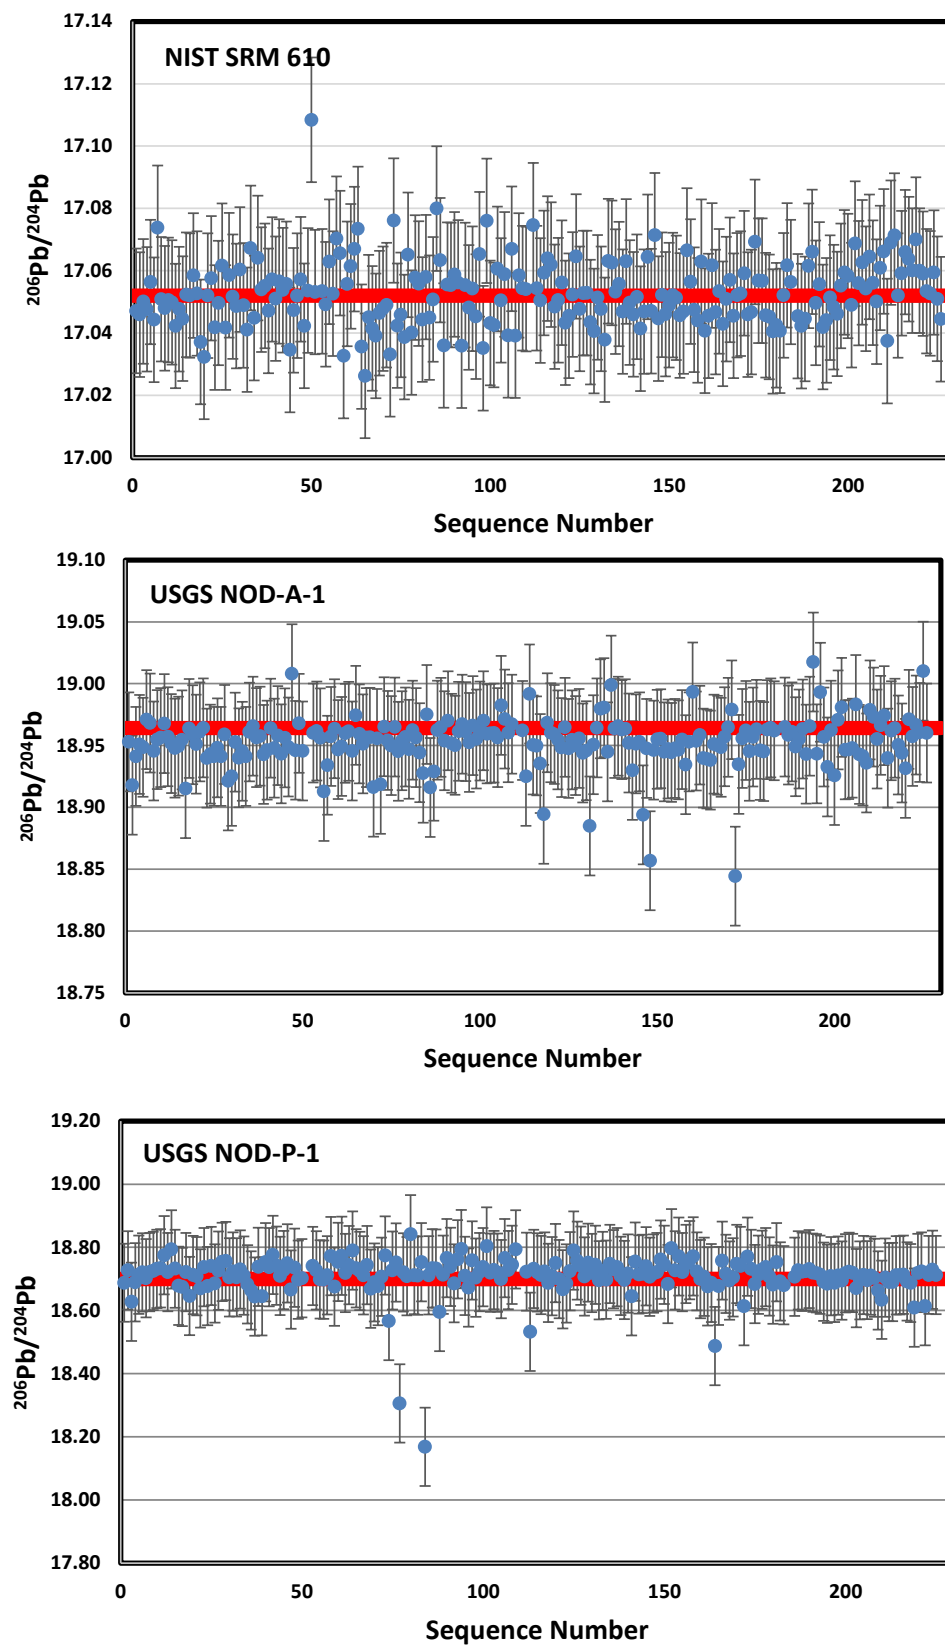 17.14
NIST SRM 610
17.12
17.10
17.08
17.06
17.04
17.02
17.00
²⁰⁶Pb/²⁰⁴Pb
0 50 100 150 200
Sequence Number
19.10
USGS NOD-A-1
19.05
19.00
18.95
18.90
18.85
18.80
18.75
²⁰⁶Pb/²⁰⁴Pb
0 50 100 150 200
Sequence Number
19.20
USGS NOD-P-1
19.00
18.80
18.60
18.40
18.20
18.00
17.80
²⁰⁶Pb/²⁰⁴Pb
0 50 100 150 200
Sequence Number